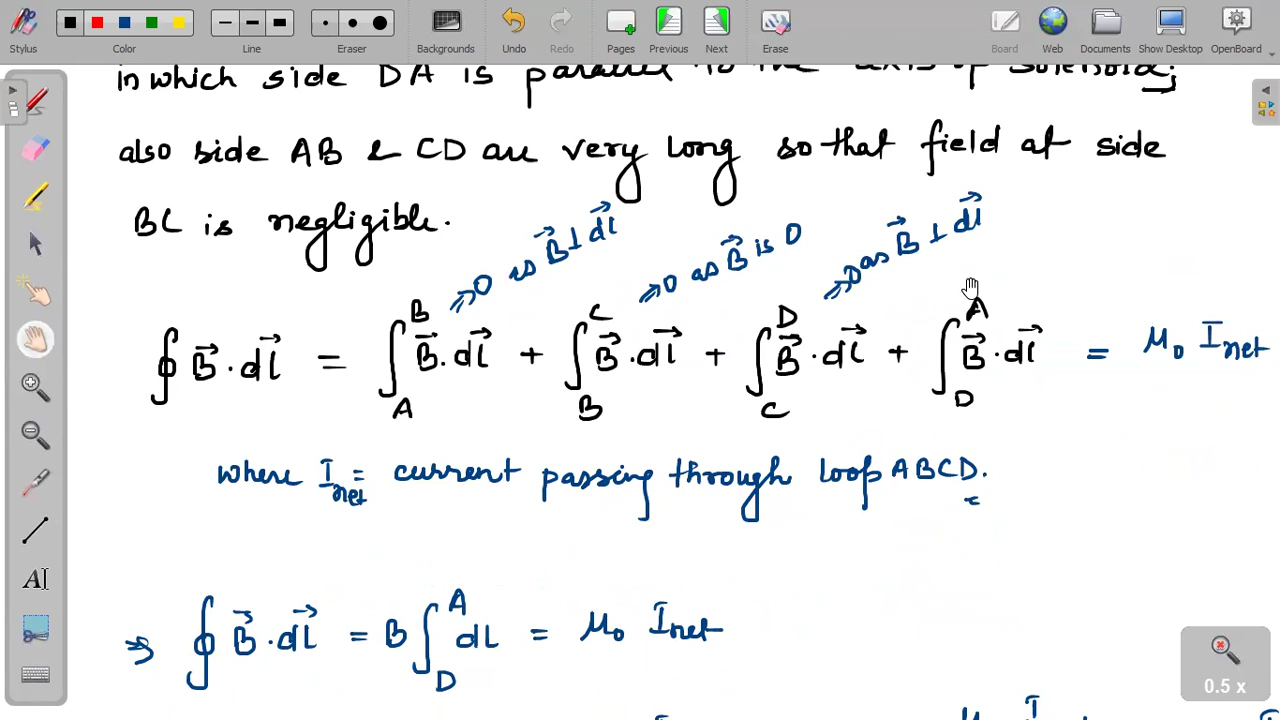 Stylus Color Line Eraser Backgrounds Undo Redo Pages Previous Next Erase Board Web Documents Show Desktop OpenBoard
in which side DA is parallel to the axis of solenoid;
also side AB & CD are very long so that field at side
BC is negligible.
⇒ 0 as B⃗ ⊥ dl⃗ ⇒ 0 as B⃗ is 0 ⇒ 0 as B⃗ ⊥ dl⃗
∮ B⃗ · dl⃗ = ∫_A^B B⃗ · dl⃗ + ∫_B^C B⃗ · dl⃗ + ∫_C^D B⃗ · dl⃗ + ∫_D^A B⃗ · dl⃗ = μ₀ I_net
where I_net = current passing through loop ABCD.
⇒ ∮ B⃗ · dl⃗ = B ∫_D^A dl = μ₀ I_net
0.5 x